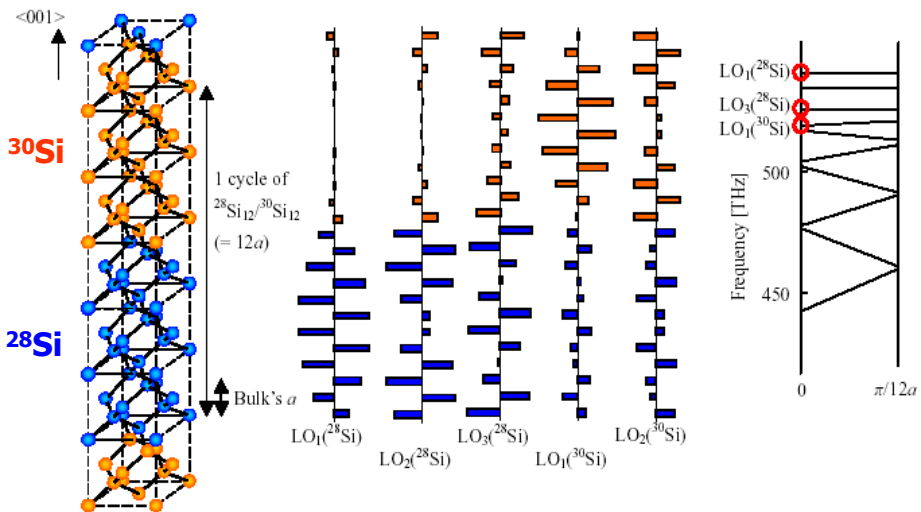 <001>
³⁰Si
²⁸Si
1 cycle of
²⁸Si₁₂/³⁰Si₁₂
(= 12a)
Bulk's a
LO₁(²⁸Si)
LO₂(²⁸Si)
LO₃(²⁸Si)
LO₁(³⁰Si)
LO₂(³⁰Si)
LO₁(²⁸Si)
LO₃(²⁸Si)
LO₁(³⁰Si)
Frequency [THz]
500
450
0
π/12a